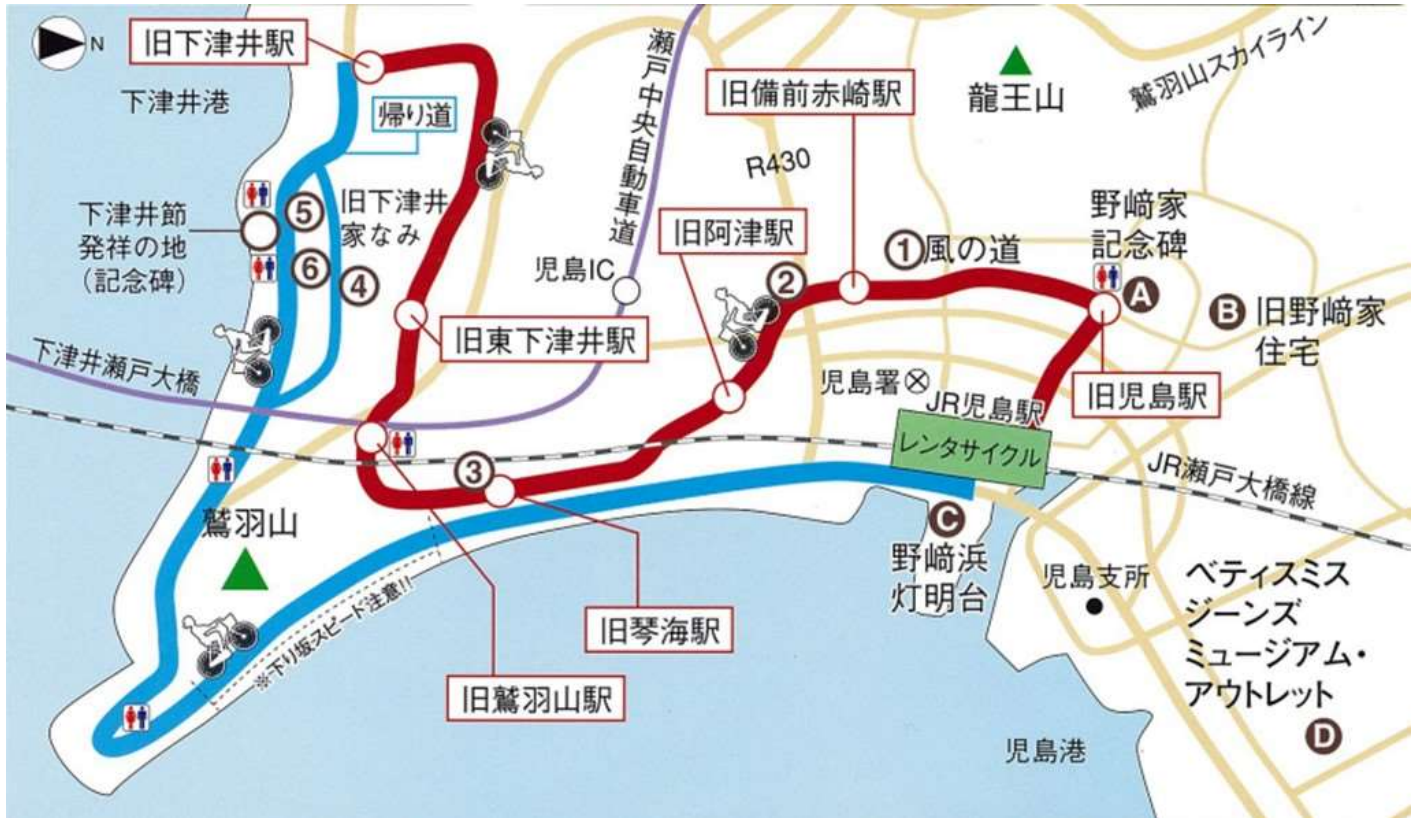 N
旧下津井駅
下津井港
帰り道
瀬戸中央自動車道
旧備前赤崎駅
龍王山
鷲羽山スカイライン
R430
下津井節
発祥の地
(記念碑)
⑤
⑥
④
旧下津井
家なみ
児島IC
旧阿津駅
②
①風の道
野﨑家
記念碑
A
B
旧野﨑家
住宅
旧東下津井駅
下津井瀬戸大橋
児島署
JR児島駅
レンタサイクル
旧児島駅
JR瀬戸大橋線
③
鷲羽山
※下り坂スピード注意!!
旧琴海駅
旧鷲羽山駅
C
野﨑浜
灯明台
児島支所
ベティスミス
ジーンズ
ミュージアム・
アウトレット
D
児島港